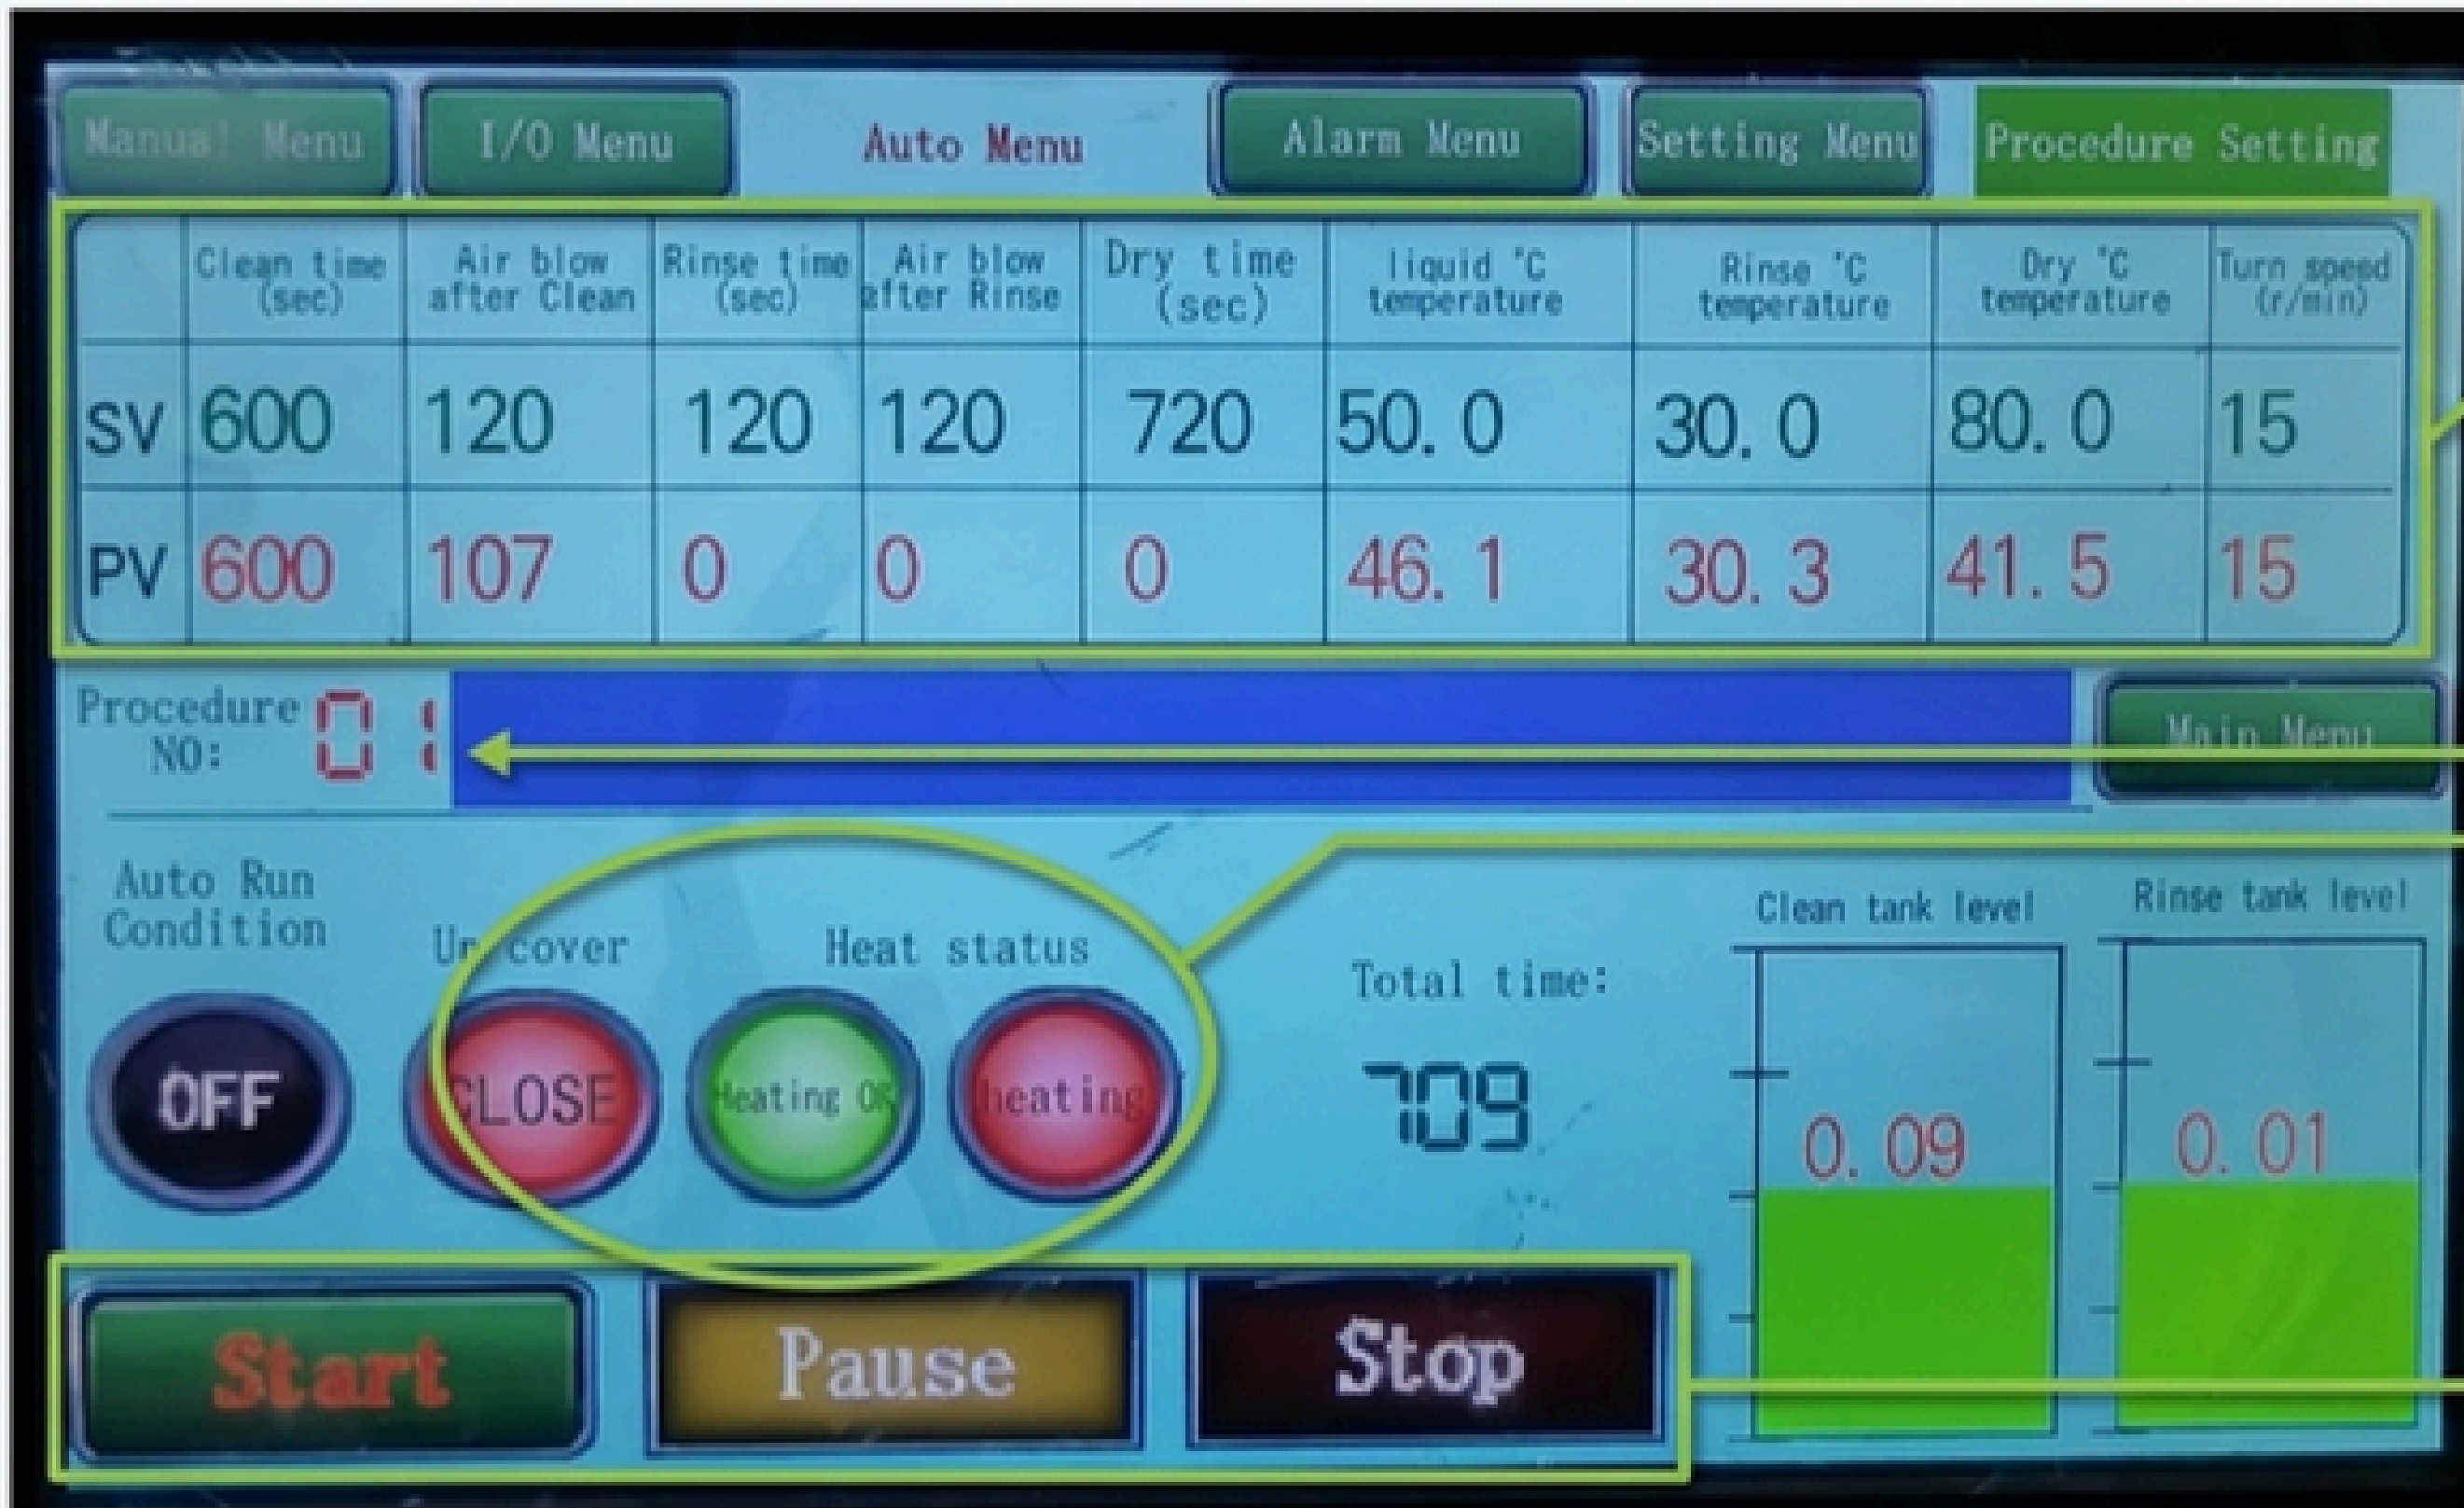 Manual Menu
I/O Menu
Auto Menu
Alarm Menu
Setting Menu
Procedure Setting
Clean time
(sec)
Air blow
after Clean
Rinse time
(sec)
Air blow
after Rinse
Dry time
(sec)
liquid °C
temperature
Rinse °C
temperature
Dry °C
temperature
Turn speed
(r/min)
SV 600 120 120 120 720 50.0 30.0 80.0 15
PV 600 107 0 0 0 46.1 30.3 41.5 15
Procedure
NO: 01
Main Menu
Auto Run
Condition
cover
Heat status
Total time:
Clean tank level
Rinse tank level
OFF
CLOSE
Heating OK
heating
709
0.09
0.01
Start
Pause
Stop